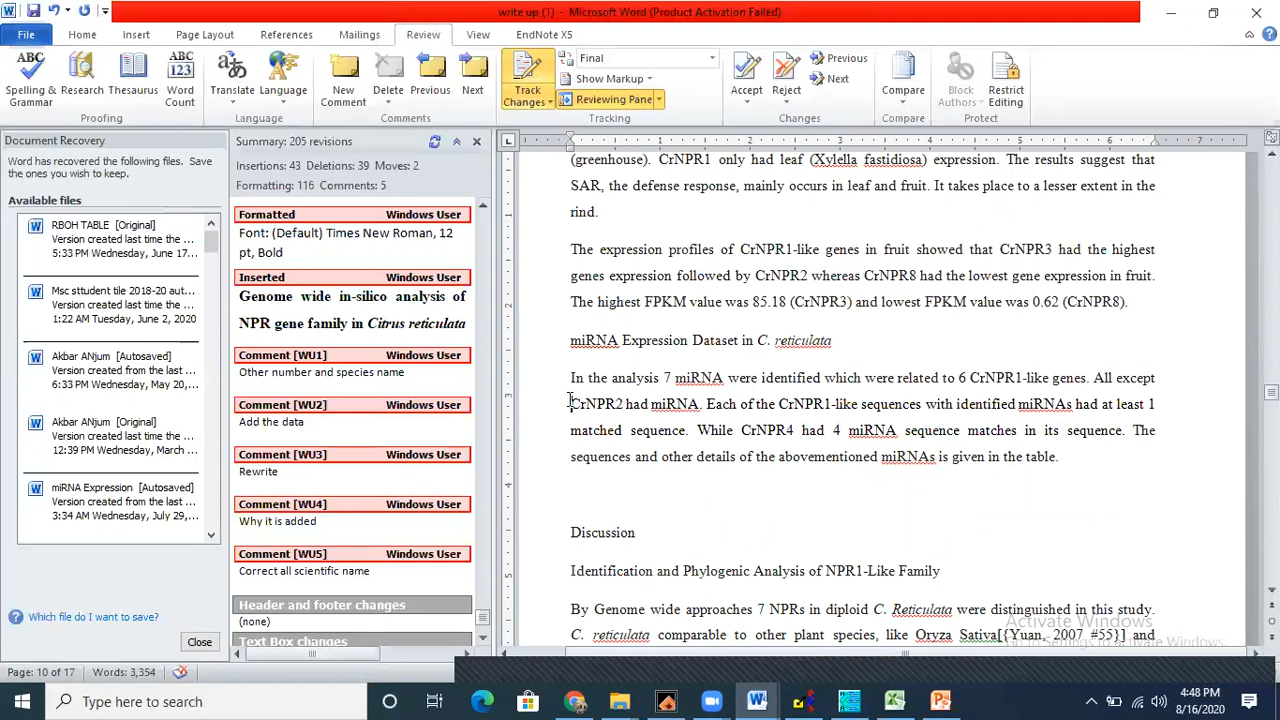 write up (1) - Microsoft Word (Product Activation Failed)
File Home Insert Page Layout References Mailings Review View EndNote X5
Spelling & Grammar Research Thesaurus Word Count Translate Language New Comment Delete Previous Next Track Changes Final Show Markup Reviewing Pane Accept Reject Previous Next Compare Block Authors Restrict Editing
Proofing Language Comments Tracking Changes Compare Protect
Document Recovery
Word has recovered the following files. Save
the ones you wish to keep.
Available files
RBOH TABLE [Original]
Version created last time the ...
5:33 PM Wednesday, June 17...
Msc sttudent tile 2018-20 aut...
Version created from the last ...
1:22 AM Tuesday, June 2, 2020
Akbar ANjum [Autosaved]
Version created from the last ...
6:33 PM Wednesday, May 20,...
Akbar ANjum [Original]
Version created last time the ...
12:39 PM Wednesday, March ...
miRNA Expression [Autosaved]
Version created from the last ...
3:34 AM Wednesday, July 29,...
Which file do I want to save?
Close
Summary: 205 revisions
Insertions: 43 Deletions: 39 Moves: 2
Formatting: 116 Comments: 5
Formatted Windows User
Font: (Default) Times New Roman, 12
pt, Bold
Inserted Windows User
Genome wide in-silico analysis of
NPR gene family in Citrus reticulata
Comment [WU1] Windows User
Other number and species name
Comment [WU2] Windows User
Add the data
Comment [WU3] Windows User
Rewrite
Comment [WU4] Windows User
Why it is added
Comment [WU5] Windows User
Correct all scientific name
Header and footer changes
(none)
Text Box changes
(greenhouse). CrNPR1 only had leaf (Xylella fastidiosa) expression. The results suggest that
SAR, the defense response, mainly occurs in leaf and fruit. It takes place to a lesser extent in the
rind.
The expression profiles of CrNPR1-like genes in fruit showed that CrNPR3 had the highest
genes expression followed by CrNPR2 whereas CrNPR8 had the lowest gene expression in fruit.
The highest FPKM value was 85.18 (CrNPR3) and lowest FPKM value was 0.62 (CrNPR8).
miRNA Expression Dataset in C. reticulata
In the analysis 7 miRNA were identified which were related to 6 CrNPR1-like genes. All except
CrNPR2 had miRNA. Each of the CrNPR1-like sequences with identified miRNAs had at least 1
matched sequence. While CrNPR4 had 4 miRNA sequence matches in its sequence. The
sequences and other details of the abovementioned miRNAs is given in the table.
Discussion
Identification and Phylogenic Analysis of NPR1-Like Family
By Genome wide approaches 7 NPRs in diploid C. Reticulata were distinguished in this study.
C. reticulata comparable to other plant species, like Oryza Sativa[{Yuan, 2007 #55}] and
Activate Windows
Go to Settings to activate Windows.
Page: 10 of 17 Words: 3,354
Type here to search
4:48 PM
8/16/2020